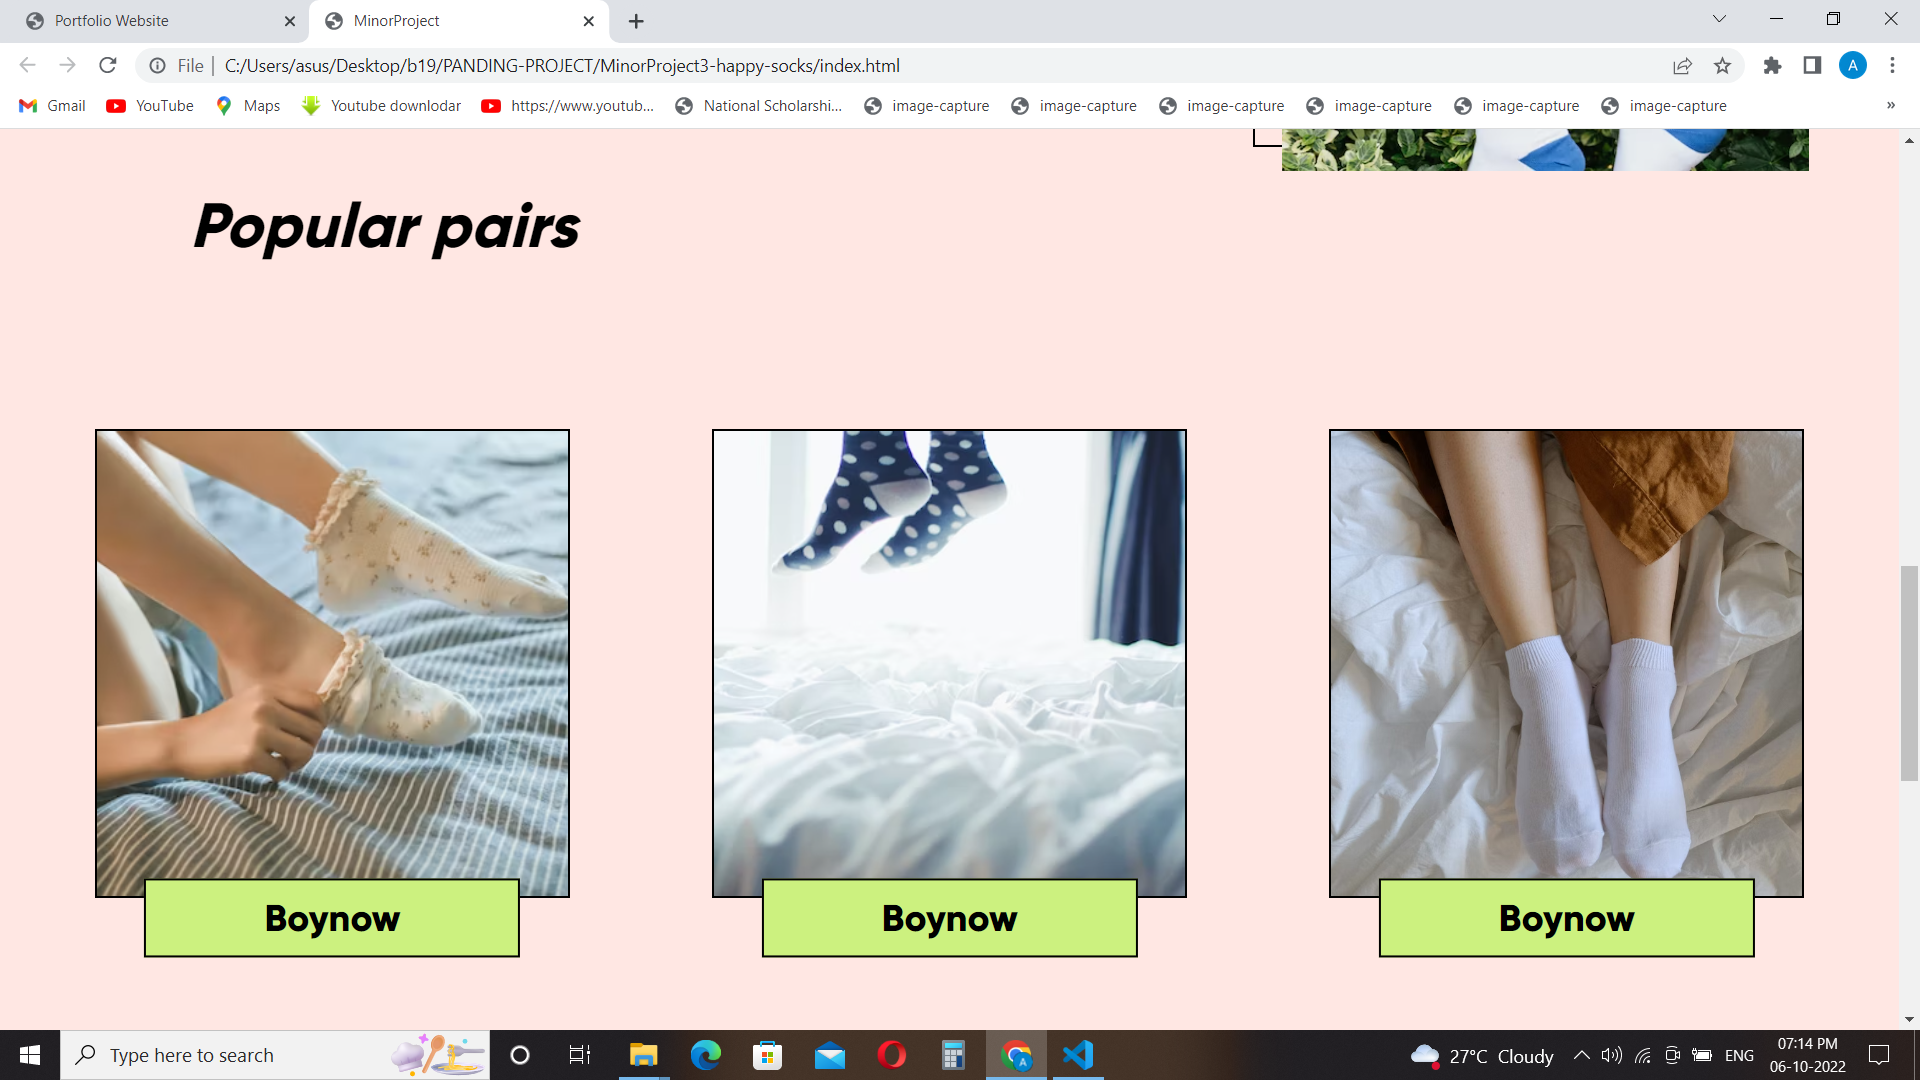 Portfolio Website
MinorProject
File
C:/Users/asus/Desktop/b19/PANDING-PROJECT/MinorProject3-happy-socks/index.html
A
Gmail
YouTube
Maps
Youtube downlodar
https://www.youtub...
National Scholarshi...
image-capture
image-capture
image-capture
image-capture
image-capture
image-capture
»
Popular pairs
Boynow
Boynow
Boynow
Type here to search
A
27°C Cloudy
ENG
07:14 PM
06-10-2022